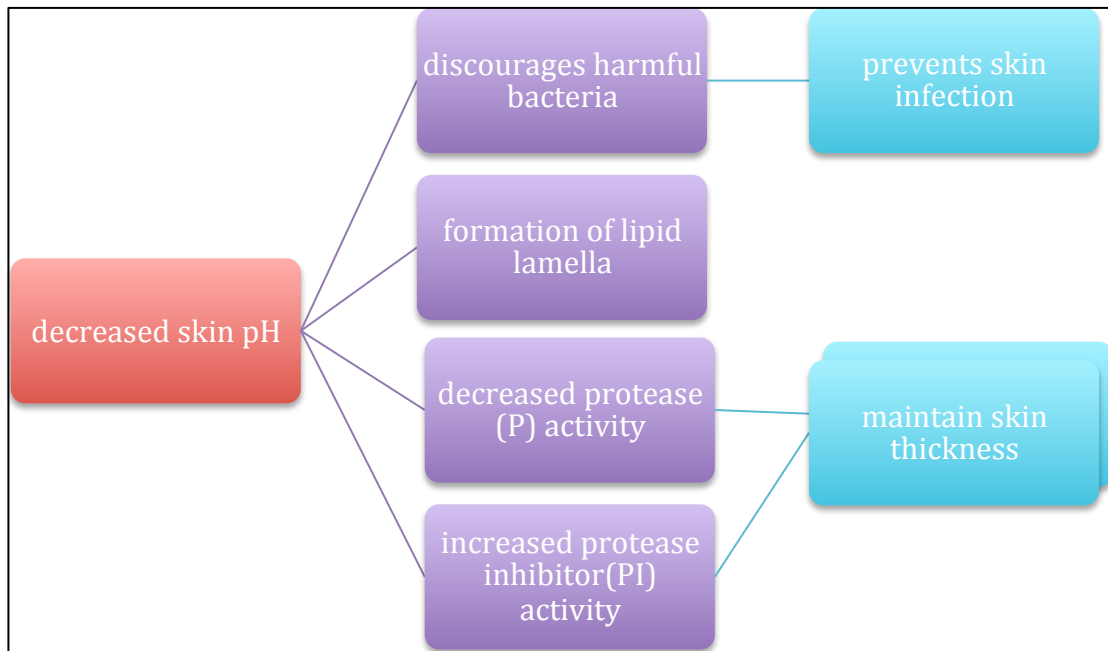 discourages harmful
bacteria
prevents skin
infection
formation of lipid
lamella
decreased skin pH
decreased protease
(P) activity
maintain skin
thickness
increased protease
inhibitor(PI)
activity